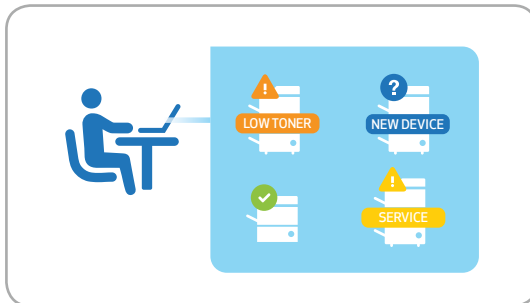 !
LOW TONER
?
NEW DEVICE
!
SERVICE